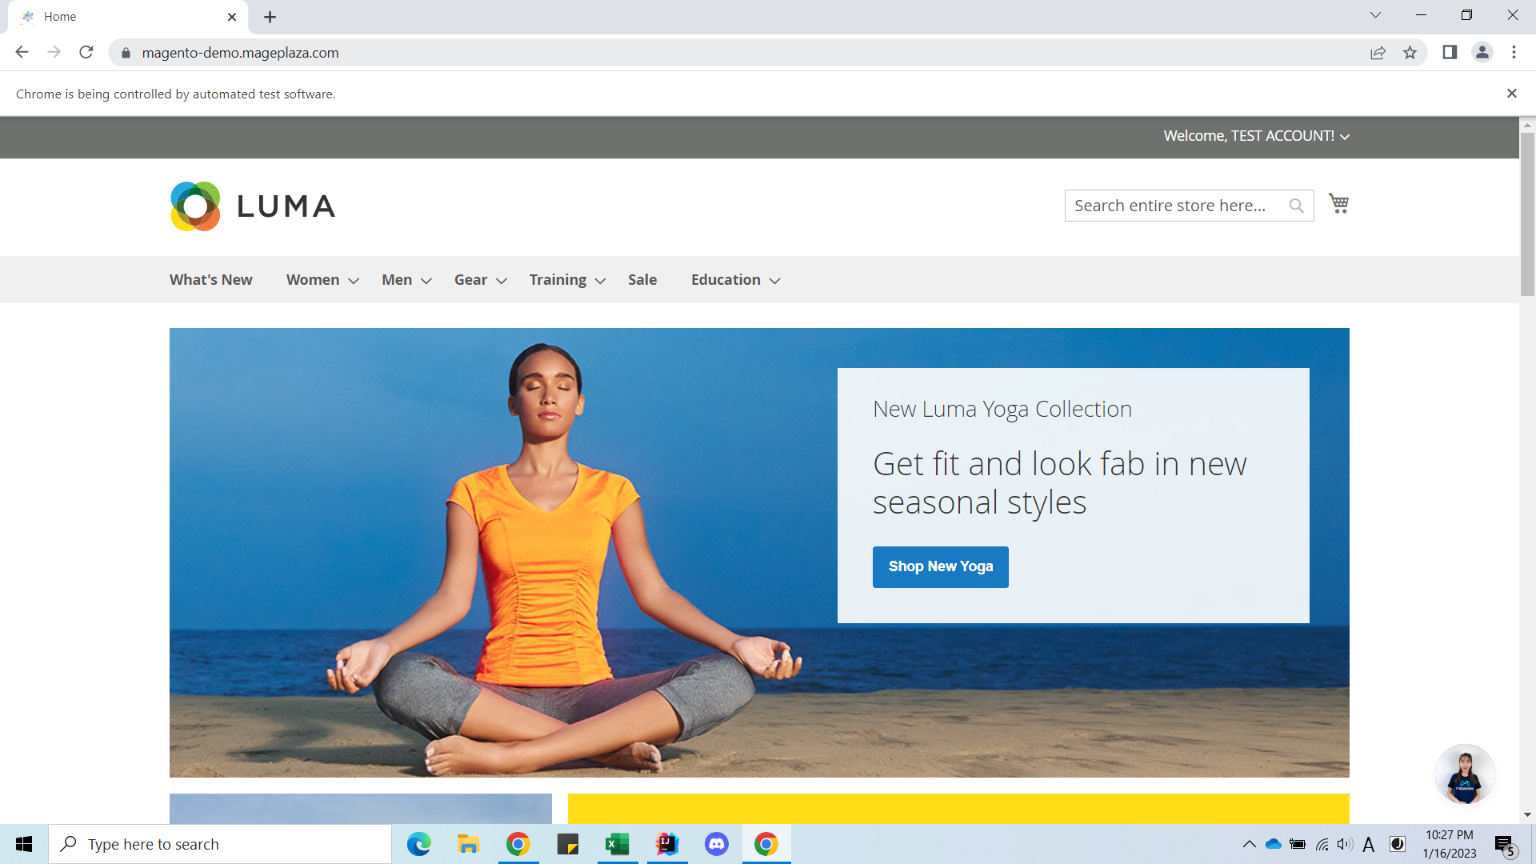 Home
magento-demo.mageplaza.com
Chrome is being controlled by automated test software.
Welcome, TEST ACCOUNT!
LUMA
Search entire store here...
What's New
Women
Men
Gear
Training
Sale
Education
New Luma Yoga Collection
Get fit and look fab in new
seasonal styles
Shop New Yoga
Type here to search
A
10:27 PM
1/16/2023
5